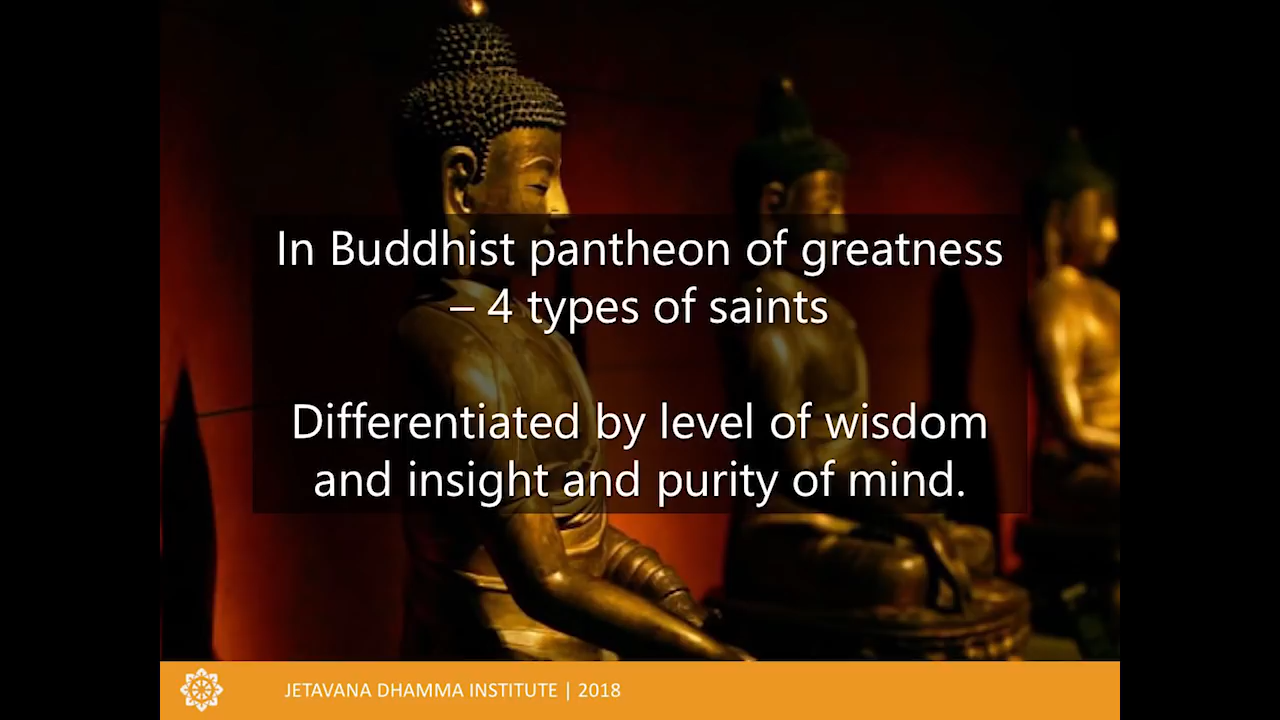 In Buddhist pantheon of greatness
– 4 types of saints
Differentiated by level of wisdom
and insight and purity of mind.
JETAVANA DHAMMA INSTITUTE | 2018